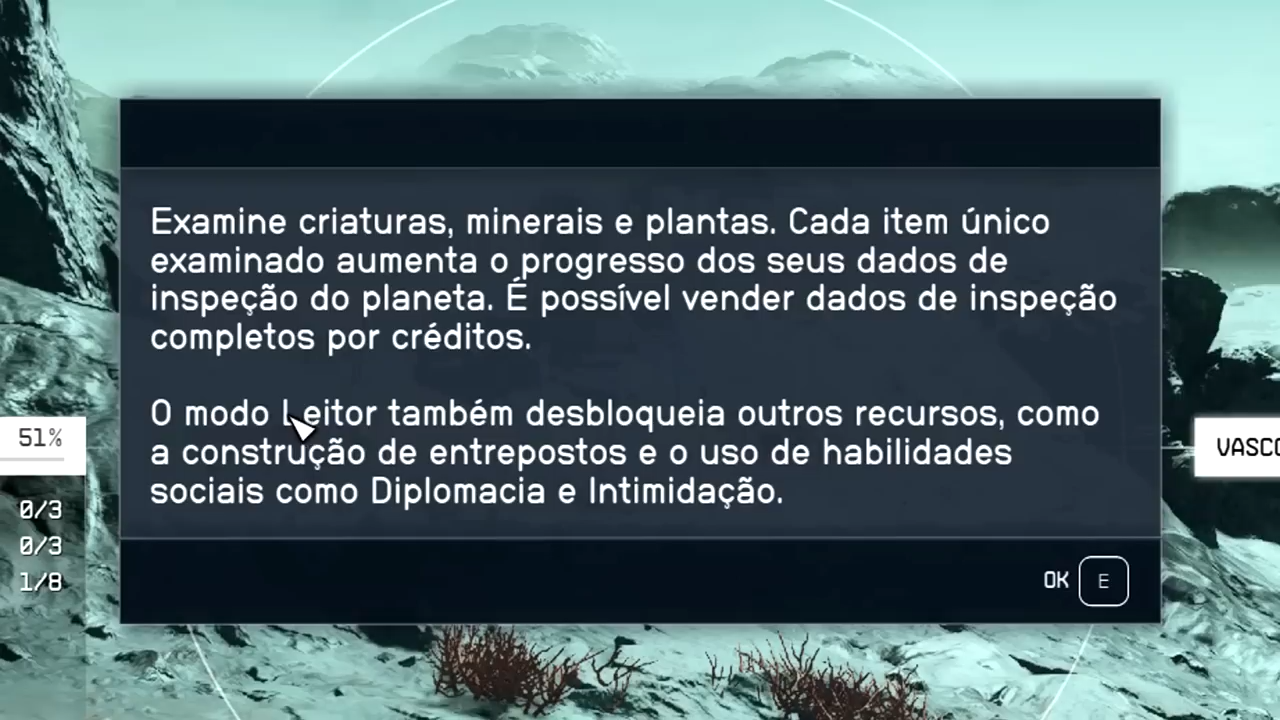 Examine criaturas, minerais e plantas. Cada item único
examinado aumenta o progresso dos seus dados de
inspeção do planeta. É possível vender dados de inspeção
completos por créditos.
O modo Leitor também desbloqueia outros recursos, como
a construção de entrepostos e o uso de habilidades
sociais como Diplomacia e Intimidação.
51%
0/3
0/3
1/8
VASCO
OK E